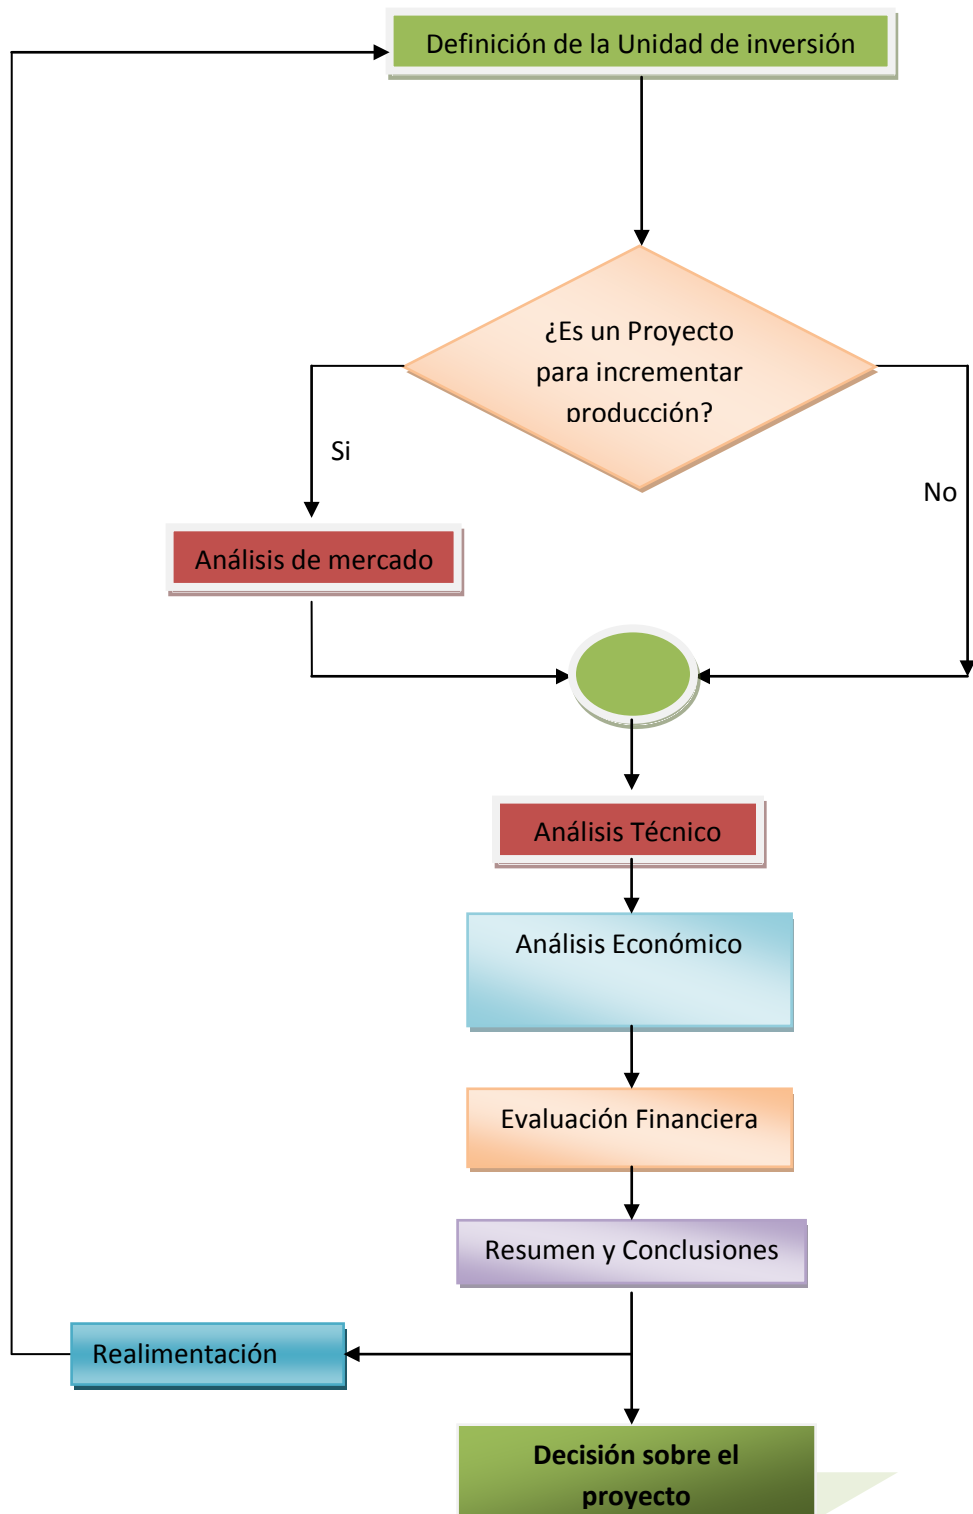 Definición de la Unidad de inversión
¿Es un Proyecto
para incrementar
producción?
Si
No
Análisis de mercado
Análisis Técnico
Análisis Económico
Evaluación Financiera
Resumen y Conclusiones
Realimentación
Decisión sobre el
proyecto